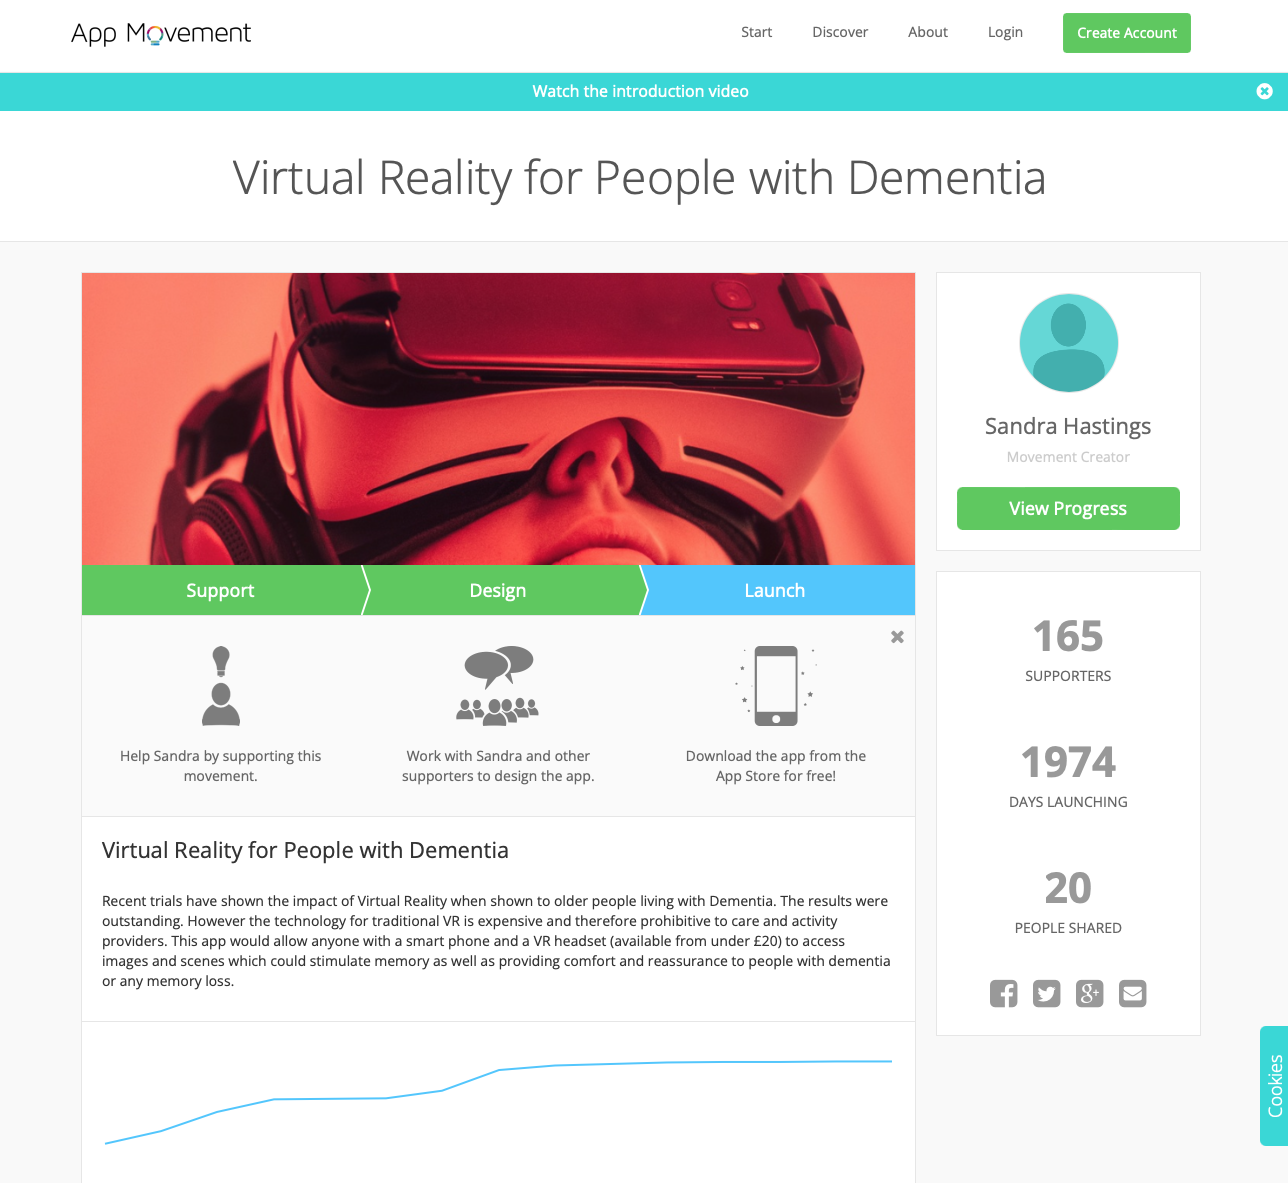 App Movement
Start
Discover
About
Login
Create Account
Watch the introduction video
Virtual Reality for People with Dementia
Sandra Hastings
Movement Creator
View Progress
Support
Design
Launch
Help Sandra by supporting this
movement.
Work with Sandra and other
supporters to design the app.
Download the app from the
App Store for free!
165
SUPPORTERS
1974
DAYS LAUNCHING
20
PEOPLE SHARED
Virtual Reality for People with Dementia
Recent trials have shown the impact of Virtual Reality when shown to older people living with Dementia. The results were
outstanding. However the technology for traditional VR is expensive and therefore prohibitive to care and activity
providers. This app would allow anyone with a smart phone and a VR headset (available from under £20) to access
images and scenes which could stimulate memory as well as providing comfort and reassurance to people with dementia
or any memory loss.
Cookies